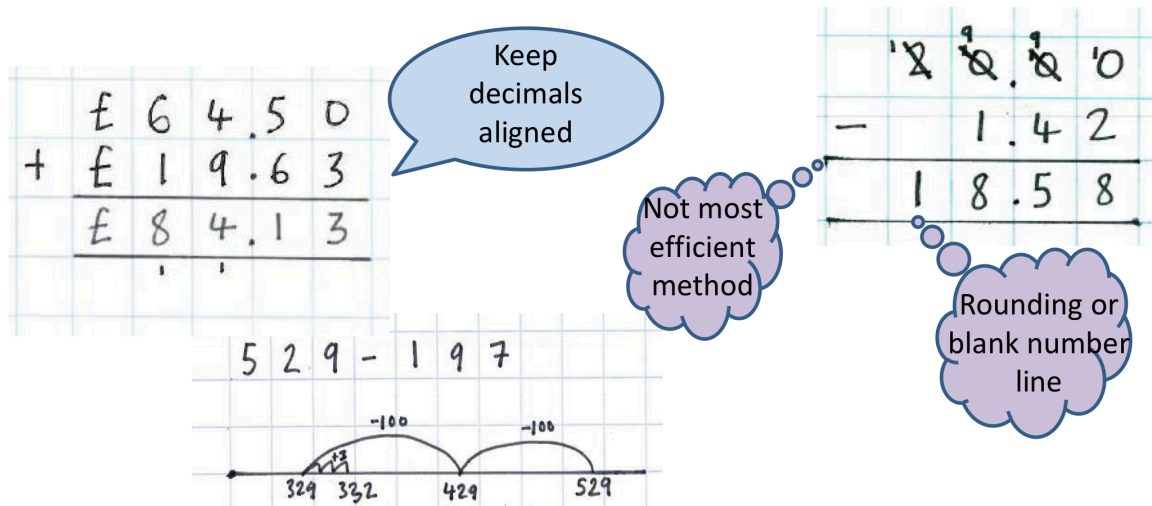 £ 6 4 . 5 0
+ £ 1 9 . 6 3
£ 8 4 . 1 3
1 1
Keep
decimals
aligned
9 9
1 2 0 . 0 10
- 1 . 4 2
1 8 . 5 8
Not most
efficient
method
Rounding or
blank number
line
5 2 9 - 1 9 7
-100 -100
+3
329 332 429 529